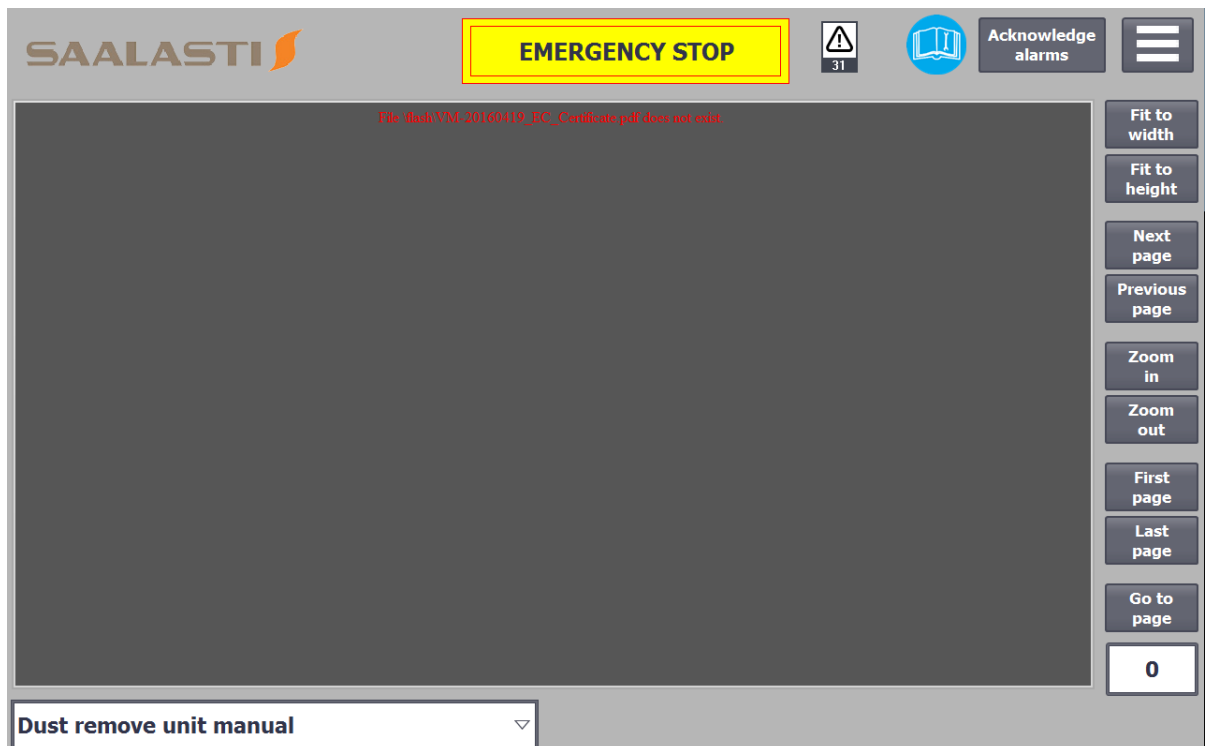 SAALASTI
EMERGENCY STOP
31
Acknowledge
alarms
File \flash\VM-20160419_EC_Certificate.pdf does not exist
Fit to
width
Fit to
height
Next
page
Previous
page
Zoom
in
Zoom
out
First
page
Last
page
Go to
page
0
Dust remove unit manual